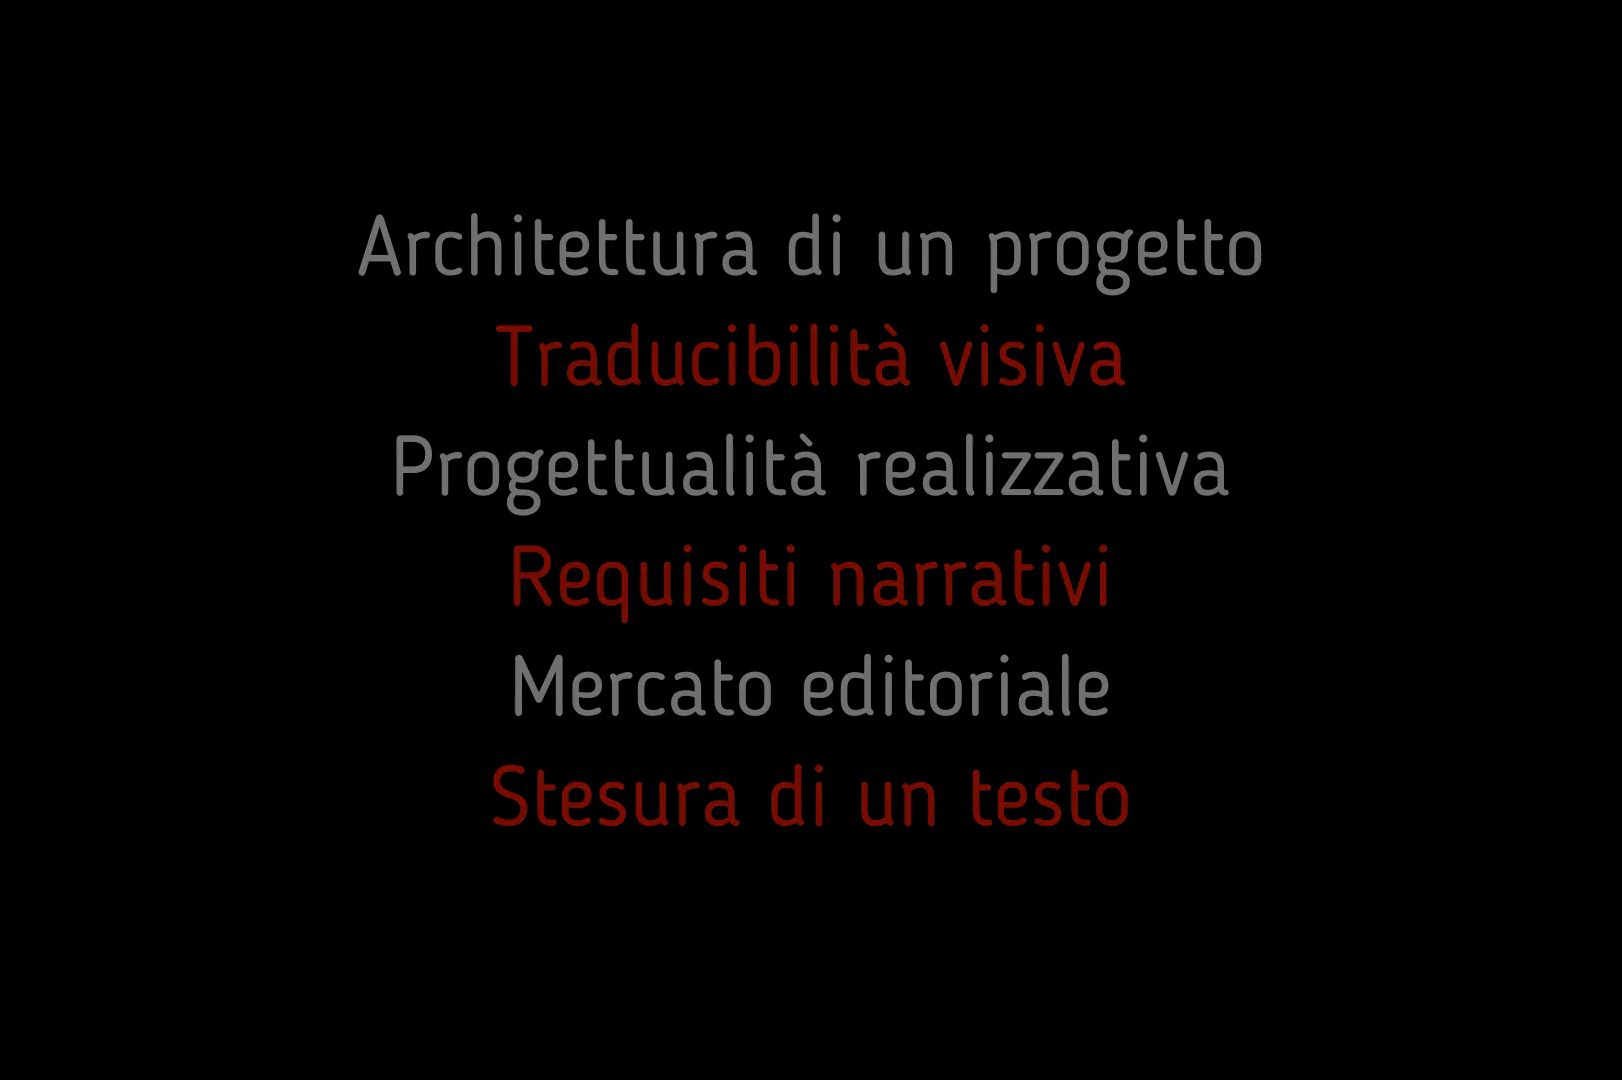 Architettura di un progetto
Traducibilità visiva
Progettualità realizzativa
Requisiti narrativi
Mercato editoriale
Stesura di un testo